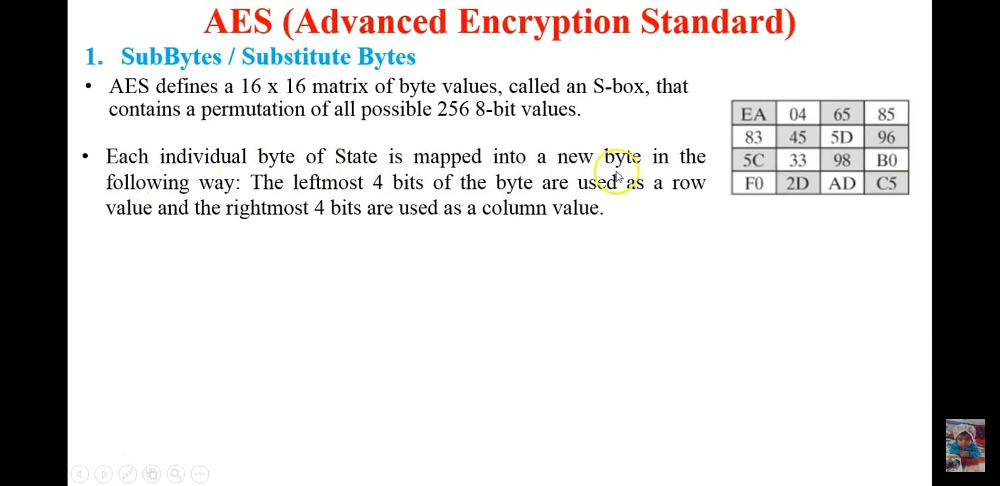 AES (Advanced Encryption Standard)
1. SubBytes / Substitute Bytes
• AES defines a 16 x 16 matrix of byte values, called an S-box, that
contains a permutation of all possible 256 8-bit values.
• Each individual byte of State is mapped into a new byte in the
following way: The leftmost 4 bits of the byte are used as a row
value and the rightmost 4 bits are used as a column value.
EA 04 65 85
83 45 5D 96
5C 33 98 B0
F0 2D AD C5